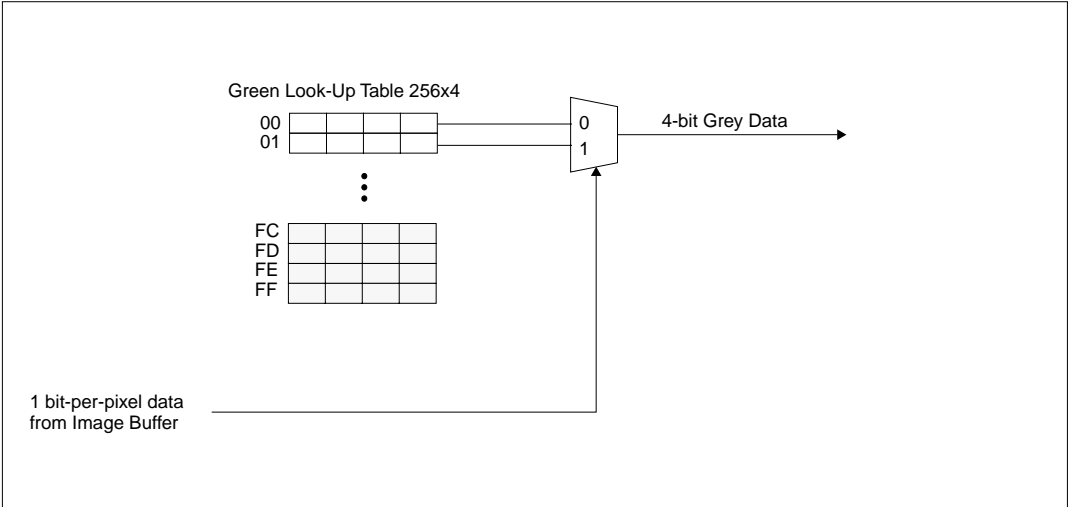 Green Look-Up Table 256x4
00
01
0
1
4-bit Grey Data
FC
FD
FE
FF
1 bit-per-pixel data
from Image Buffer